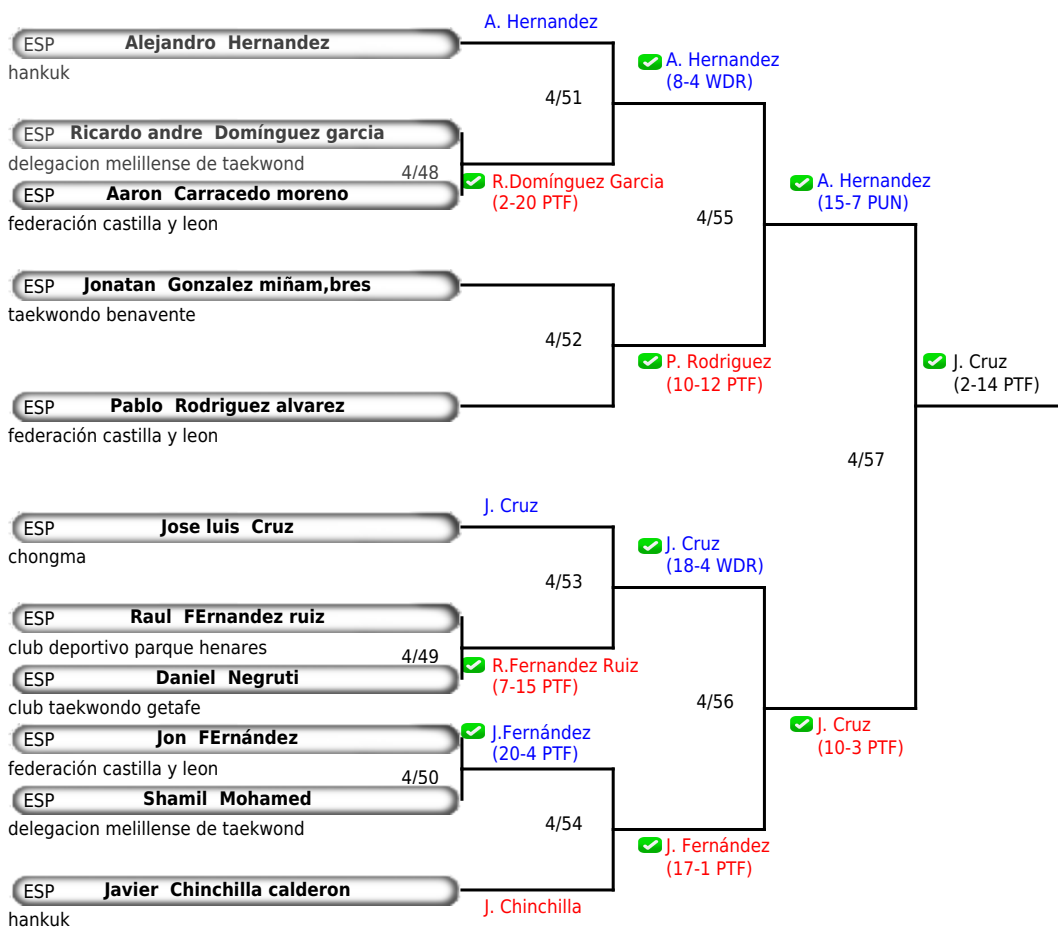 A. Hernandez
ESP Alejandro Hernandez
hankuk
A. Hernandez
(8-4 WDR)
4/51
ESP Ricardo andre Domínguez garcia
delegacion melillense de taekwond
4/48
ESP Aaron Carracedo moreno
federación castilla y leon
R.Domínguez Garcia
(2-20 PTF)
A. Hernandez
(15-7 PUN)
4/55
ESP Jonatan Gonzalez miñam,bres
taekwondo benavente
4/52
P. Rodriguez
(10-12 PTF)
J. Cruz
(2-14 PTF)
ESP Pablo Rodriguez alvarez
federación castilla y leon
4/57
J. Cruz
ESP Jose luis Cruz
chongma
J. Cruz
(18-4 WDR)
4/53
ESP Raul FErnandez ruiz
club deportivo parque henares
4/49
ESP Daniel Negruti
club taekwondo getafe
R.Fernandez Ruiz
(7-15 PTF)
4/56
ESP Jon FErnández
federación castilla y leon
J.Fernández
(20-4 PTF)
J. Cruz
(10-3 PTF)
4/50
ESP Shamil Mohamed
delegacion melillense de taekwond
4/54
J. Fernández
(17-1 PTF)
ESP Javier Chinchilla calderon
hankuk
J. Chinchilla